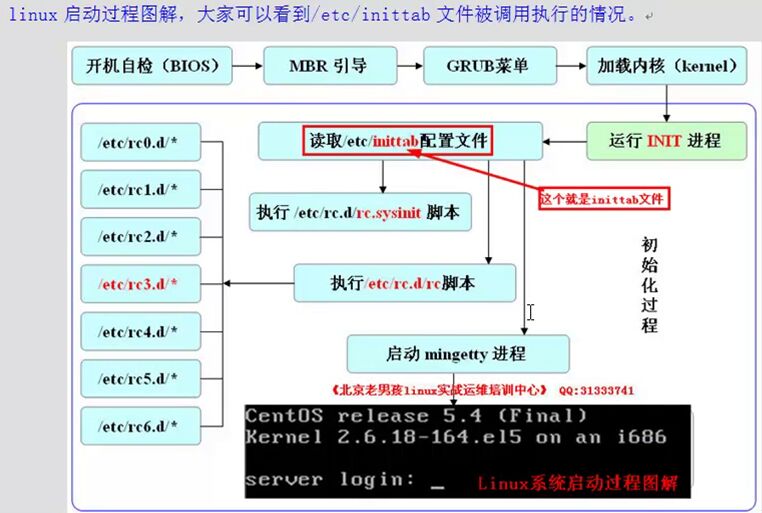 linux 启动过程图解，大家可以看到/etc/inittab 文件被调用执行的情况。
开机自检（BIOS）
MBR 引导
GRUB菜单
加载内核（kernel）
/etc/rc0.d/*
读取/etc/inittab配置文件
运行 INIT 进程
/etc/rc1.d/*
这个就是inittab文件
执行 /etc/rc.d/rc.sysinit 脚本
/etc/rc2.d/*
初始化过程
/etc/rc3.d/*
执行/etc/rc.d/rc脚本
/etc/rc4.d/*
启动 mingetty 进程
/etc/rc5.d/*
《北京老男孩linux实战运维培训中心》 QQ:31333741
/etc/rc6.d/*
CentOS release 5.4 (Final)
Kernel 2.6.18-164.el5 on an i686
server login: _
Linux系统启动过程图解